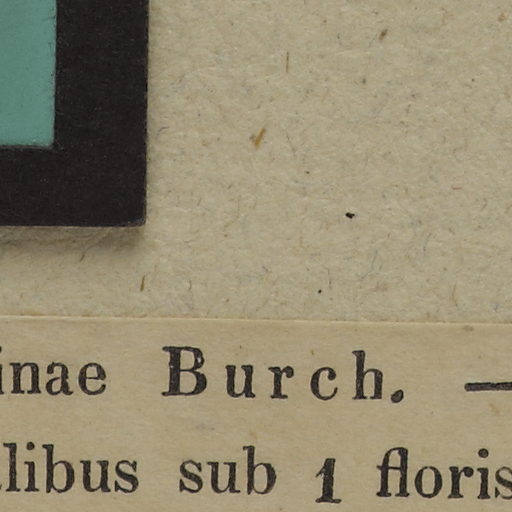 inae Burch. —
libus sub 1 floris